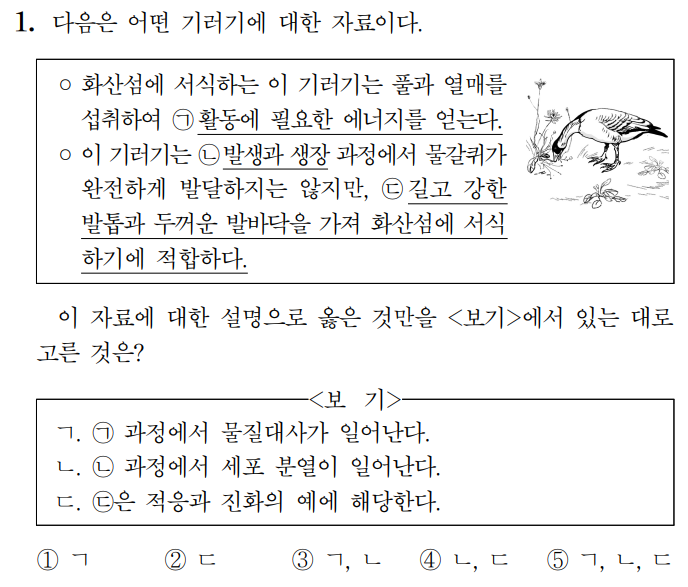 1. 다음은 어떤 기러기에 대한 자료이다.
○ 화산섬에 서식하는 이 기러기는 풀과 열매를
섭취하여 ㉠ 활동에 필요한 에너지를 얻는다.
○ 이 기러기는 ㉡ 발생과 생장 과정에서 물갈퀴가
완전하게 발달하지는 않지만, ㉢ 길고 강한
발톱과 두꺼운 발바닥을 가져 화산섬에 서식
하기에 적합하다.
이 자료에 대한 설명으로 옳은 것만을 <보기>에서 있는 대로
고른 것은?
<보 기>
ㄱ. ㉠ 과정에서 물질대사가 일어난다.
ㄴ. ㉡ 과정에서 세포 분열이 일어난다.
ㄷ. ㉢은 적응과 진화의 예에 해당한다.
① ㄱ ② ㄷ ③ ㄱ, ㄴ ④ ㄴ, ㄷ ⑤ ㄱ, ㄴ, ㄷ